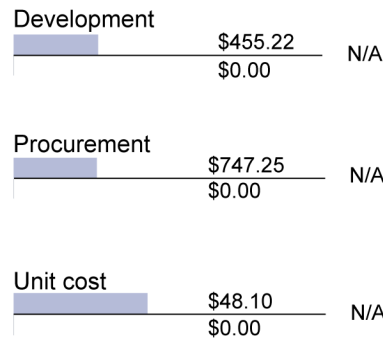 Development
$455.22
N/A
$0.00
Procurement
$747.25
N/A
$0.00
Unit cost
$48.10
N/A
$0.00